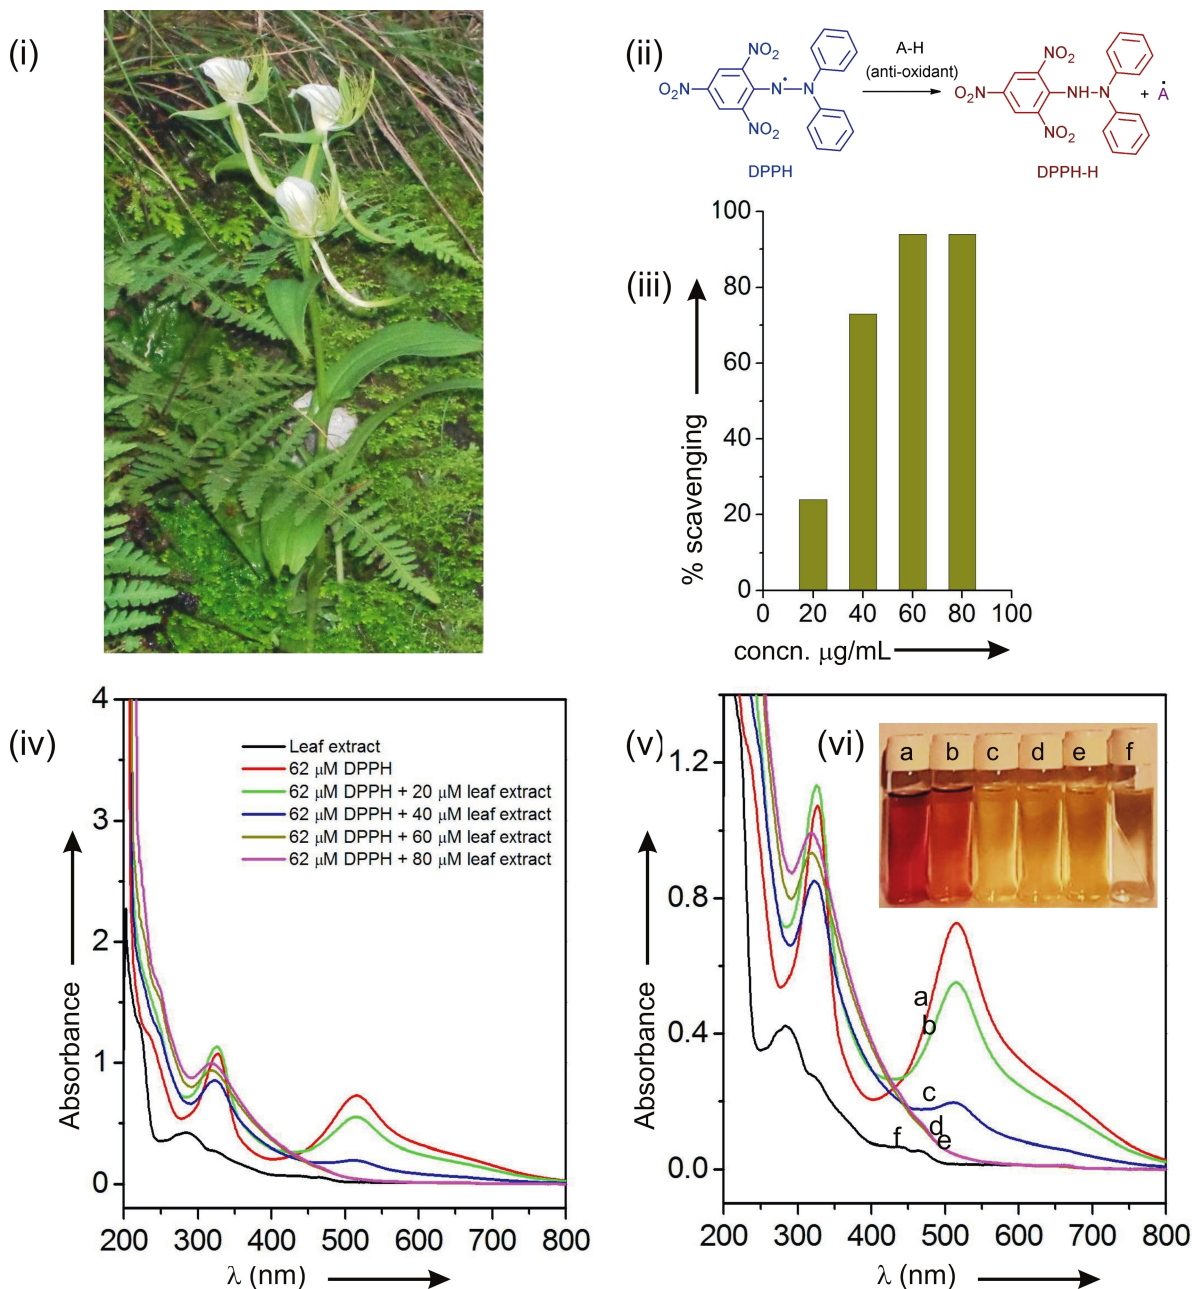 (i)
(ii)
NO₂
O₂N
N
N
NO₂
DPPH
A-H
(anti-oxidant)
NO₂
O₂N
NH
N
NO₂
+ Ȧ
DPPH-H
(iii)
% scavenging
100
80
60
40
20
0
0 20 40 60 80 100
concn. μg/mL
(iv)
Absorbance
4
3
2
1
0
Leaf extract
62 μM DPPH
62 μM DPPH + 20 μM leaf extract
62 μM DPPH + 40 μM leaf extract
62 μM DPPH + 60 μM leaf extract
62 μM DPPH + 80 μM leaf extract
200 300 400 500 600 700 800
λ (nm)
(v)
(vi)
a b c d e f
Absorbance
1.2
0.8
0.4
0.0
a
b
c
d
e
f
200 300 400 500 600 700 800
λ (nm)